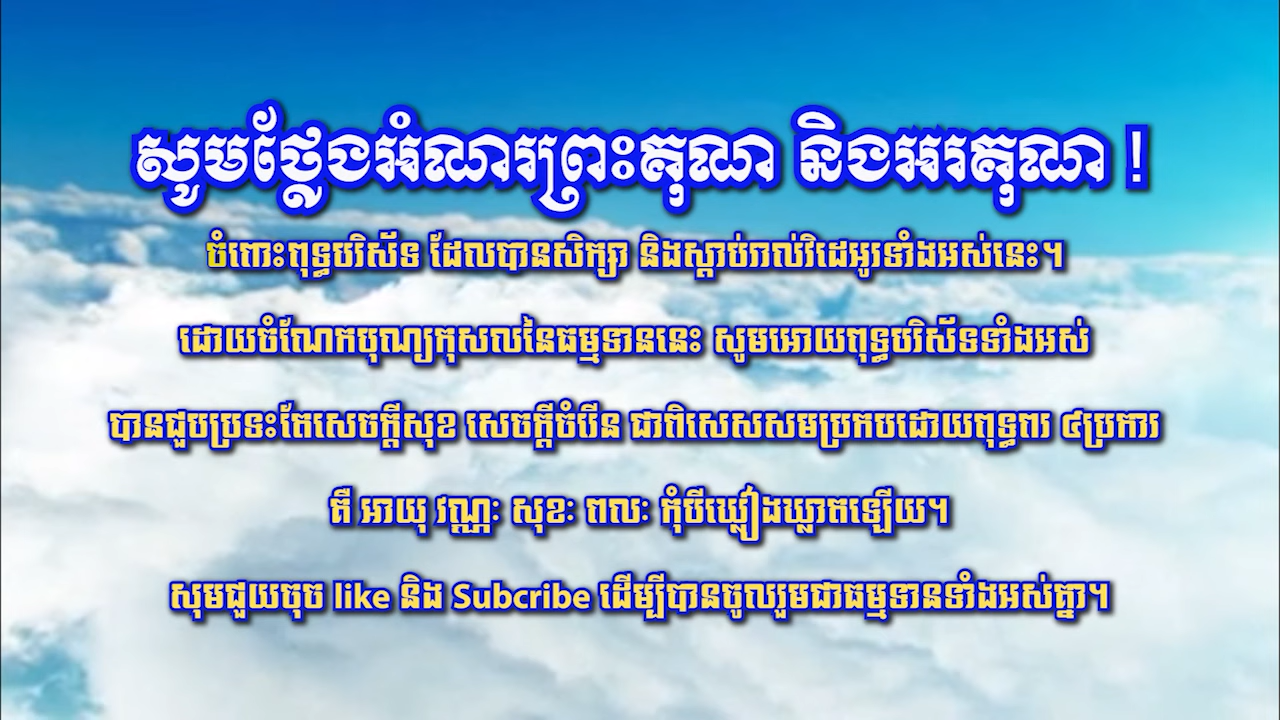 សូមថ្លែងអំណរព្រះគុណ និងអរគុណ !
ចំពោះពុទ្ធបរិស័ទ ដែលបានសិក្សា និងស្តាប់រាល់វិដេអូរទាំងអស់នេះ។
ដោយចំណែកបុណ្យកុសលនៃធម្មទាននេះ សូមអោយពុទ្ធបរិស័ទទាំងអស់
បានជួបប្រទះតែសេចក្តីសុខ សេចក្តីចំរើន ជាពិសេសសមប្រកបដោយពុទ្ធពរ ៤ប្រការ
គឺ អាយុ វណ្ណៈ សុខៈ ពលៈ កុំបីឃ្លៀងឃ្លាតឡើយ។
សុមជួយចុច like និង Subcribe ដើម្បីបានចូលរួមជាធម្មទានទាំងអស់គ្នា។